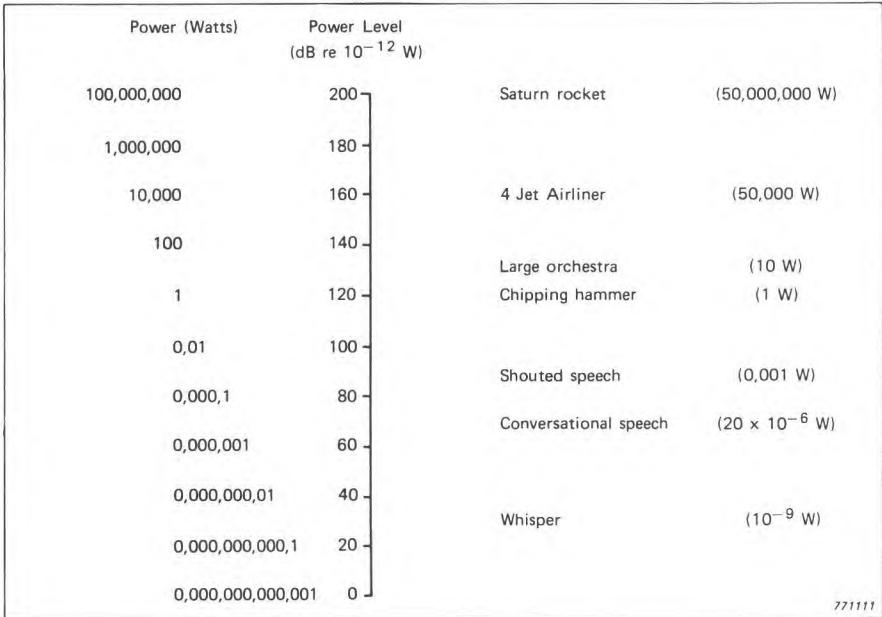 Power (Watts) Power Level
(dB re 10⁻¹² W)
100,000,000 200 Saturn rocket (50,000,000 W)
1,000,000 180
10,000 160 4 Jet Airliner (50,000 W)
100 140
Large orchestra (10 W)
1 120 Chipping hammer (1 W)
0,01 100
Shouted speech (0,001 W)
0,000,1 80
Conversational speech (20 x 10⁻⁶ W)
0,000,001 60
0,000,000,01 40
Whisper (10⁻⁹ W)
0,000,000,000,1 20
0,000,000,000,001 0
771111